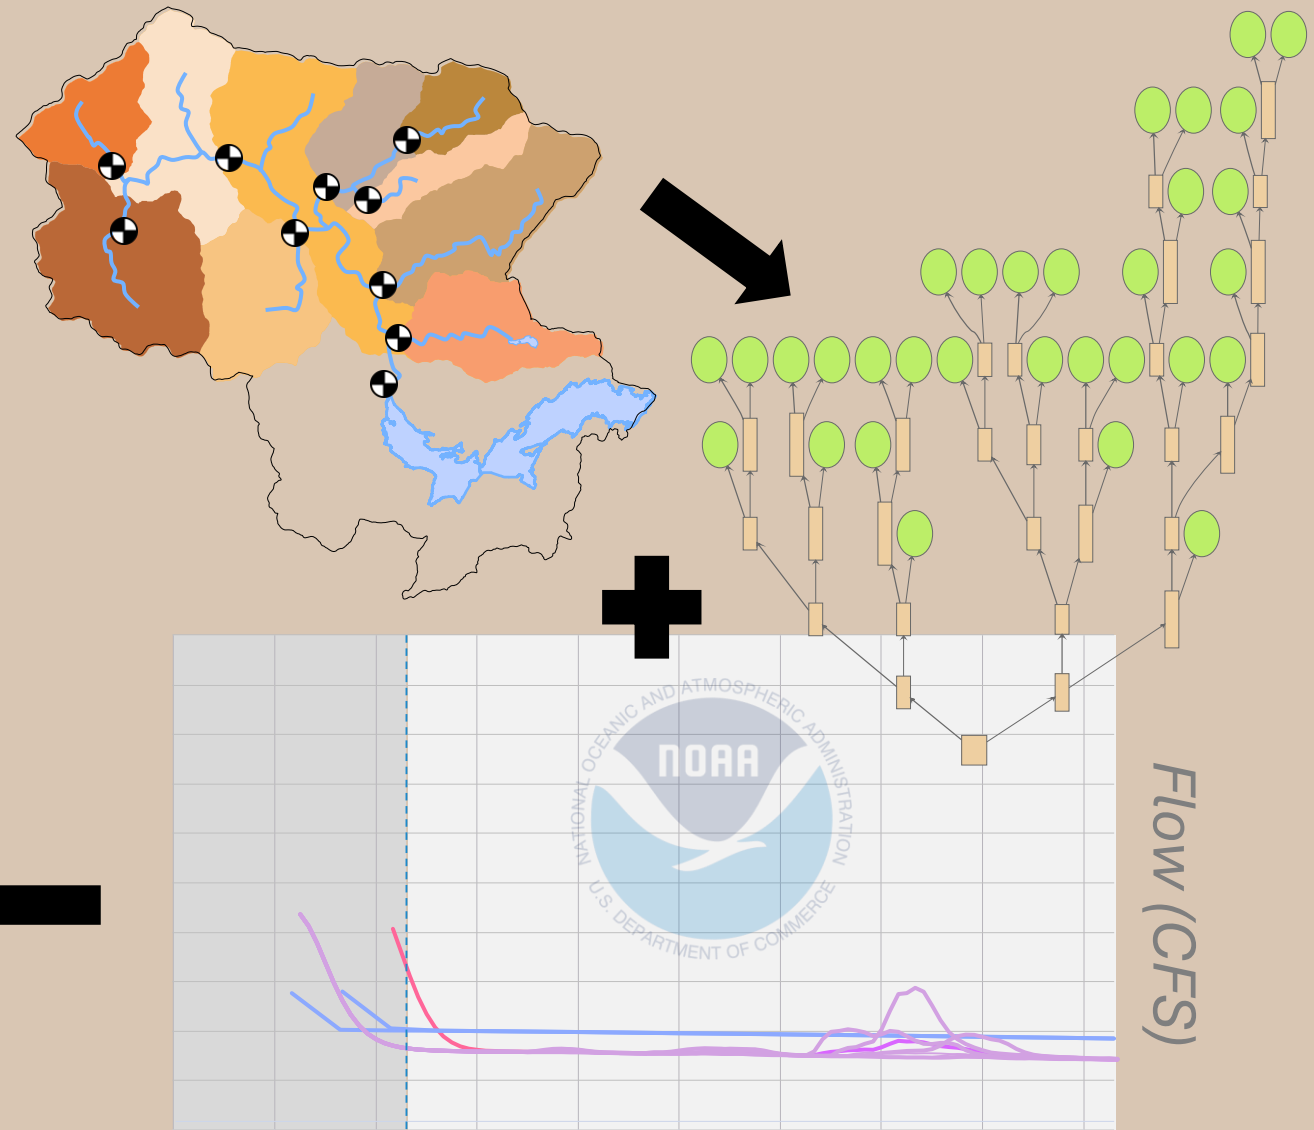 NATIONAL OCEANIC AND ATMOSPHERIC ADMINISTRATION
NOAA
U.S. DEPARTMENT OF COMMERCE
Flow (CFS)